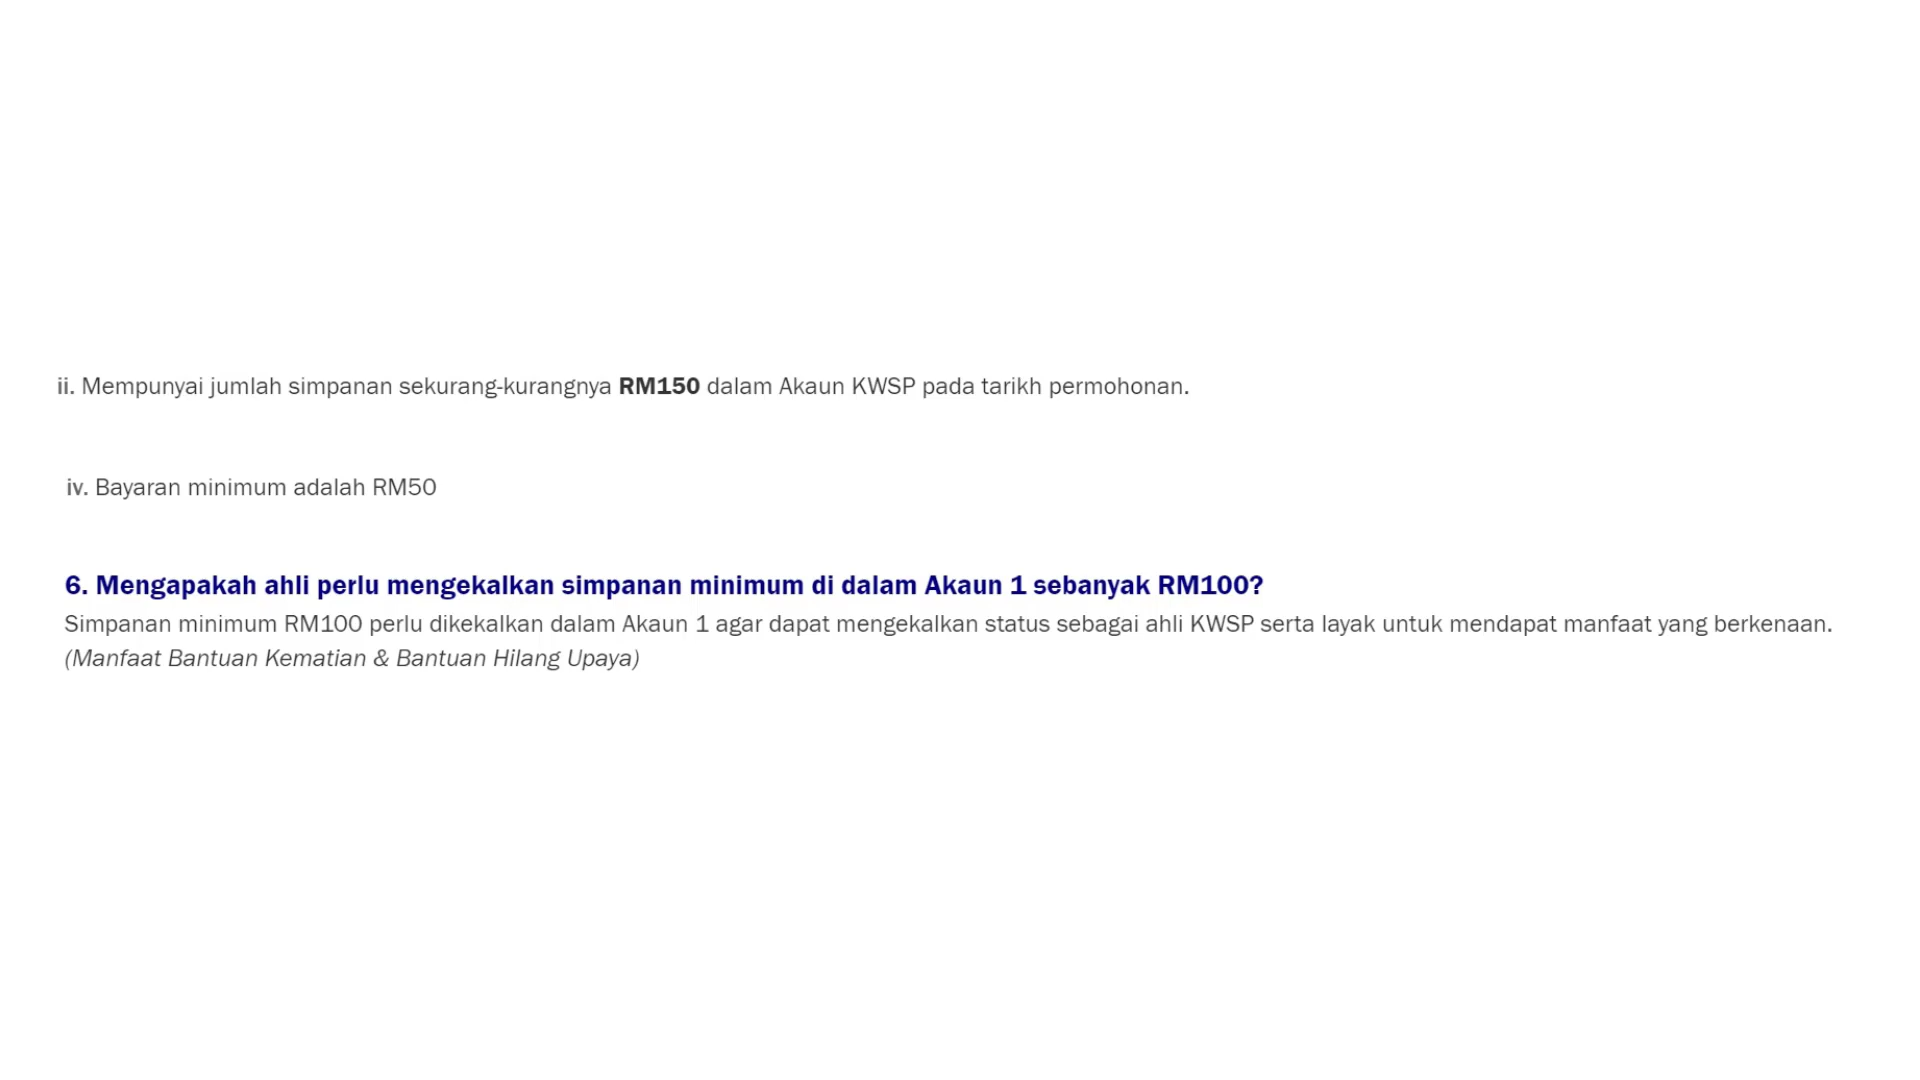 ii. Mempunyai jumlah simpanan sekurang-kurangnya RM150 dalam Akaun KWSP pada tarikh permohonan.
iv. Bayaran minimum adalah RM50
6. Mengapakah ahli perlu mengekalkan simpanan minimum di dalam Akaun 1 sebanyak RM100?
Simpanan minimum RM100 perlu dikekalkan dalam Akaun 1 agar dapat mengekalkan status sebagai ahli KWSP serta layak untuk mendapat manfaat yang berkenaan.
(Manfaat Bantuan Kematian & Bantuan Hilang Upaya)